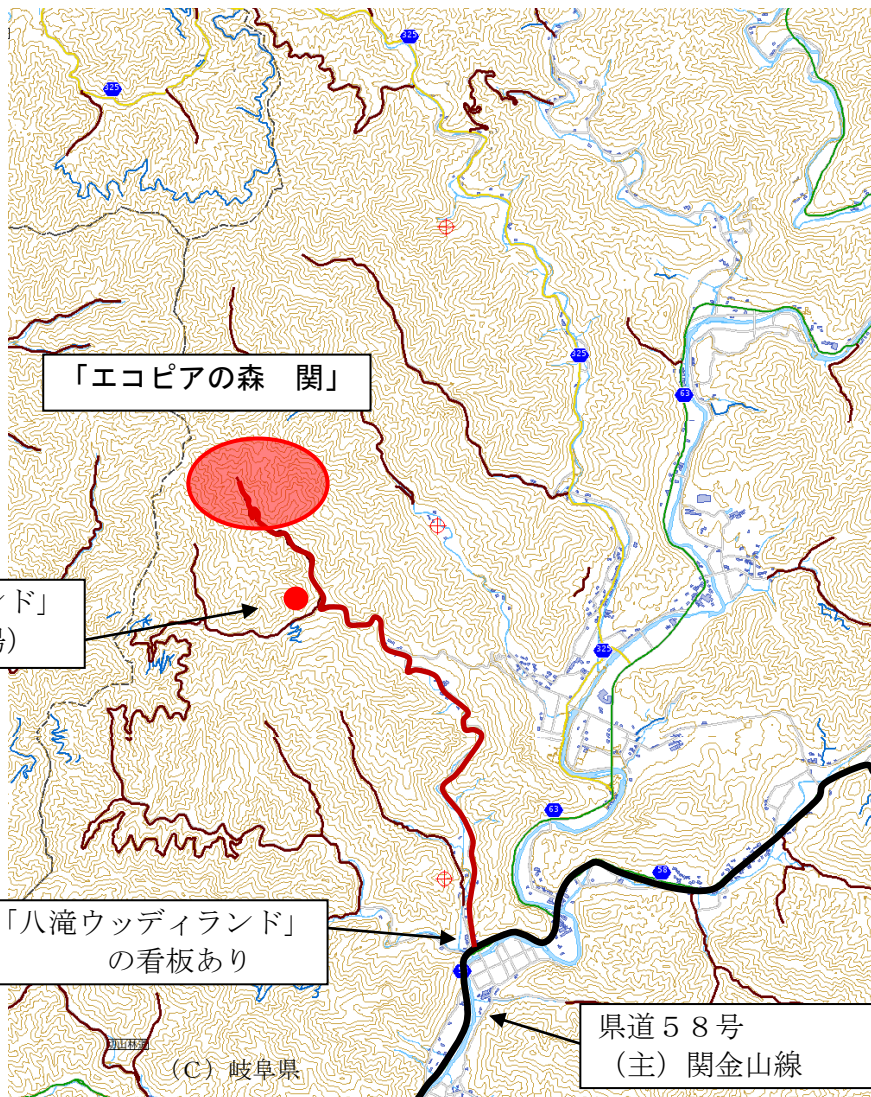 325
325
325
63
「エコピアの森　関」
ンド」
325
63
58
「八滝ウッディランド」
の看板あり
県道５８号
（主）関金山線
（C）岐阜県